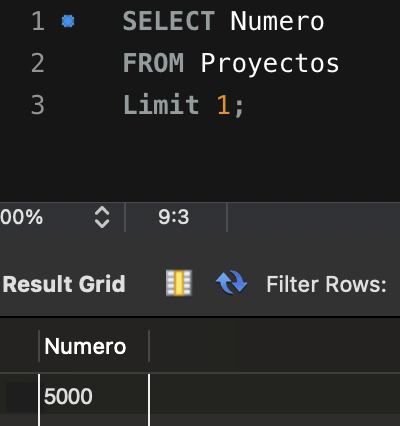 1 SELECT Numero
2 FROM Proyectos
3 Limit 1;
00% 9:3
Result Grid Filter Rows:
Numero
5000